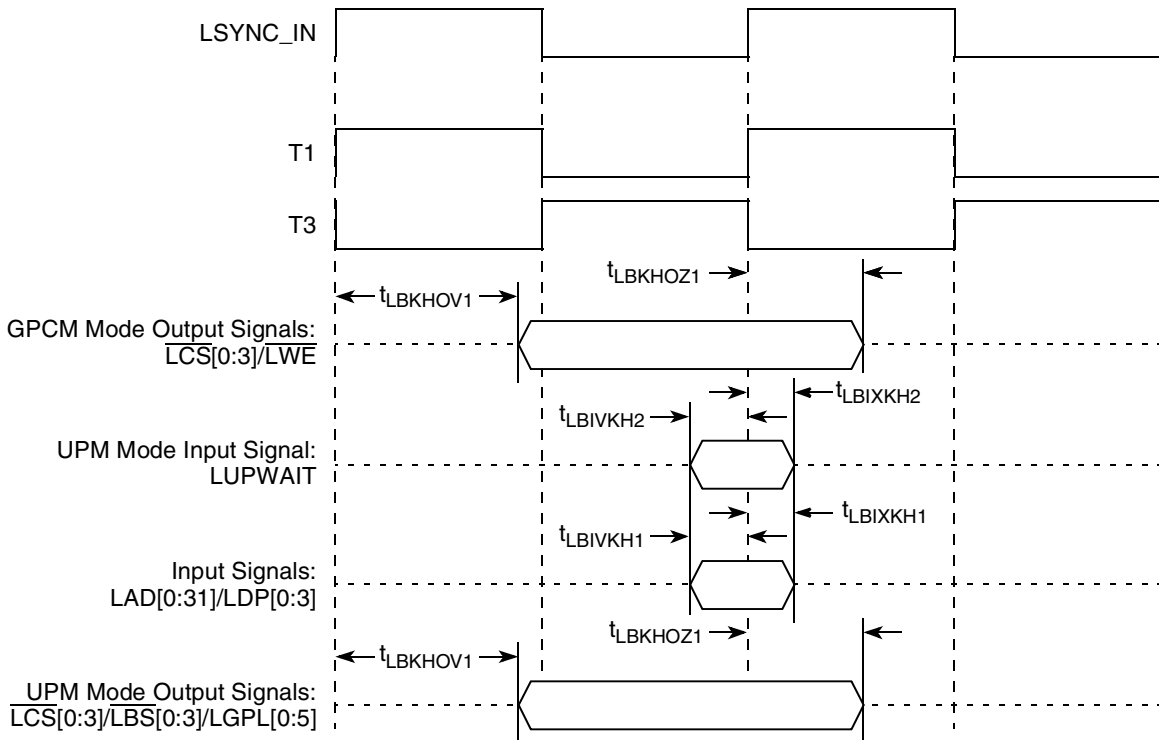 LSYNC_IN
T1
T3
tLBKHOZ1
tLBKHOV1
GPCM Mode Output Signals:
LCS[0:3]/LWE
tLBIXKH2
tLBIVKH2
UPM Mode Input Signal:
LUPWAIT
tLBIXKH1
tLBIVKH1
Input Signals:
LAD[0:31]/LDP[0:3]
tLBKHOZ1
tLBKHOV1
UPM Mode Output Signals:
LCS[0:3]/LBS[0:3]/LGPL[0:5]